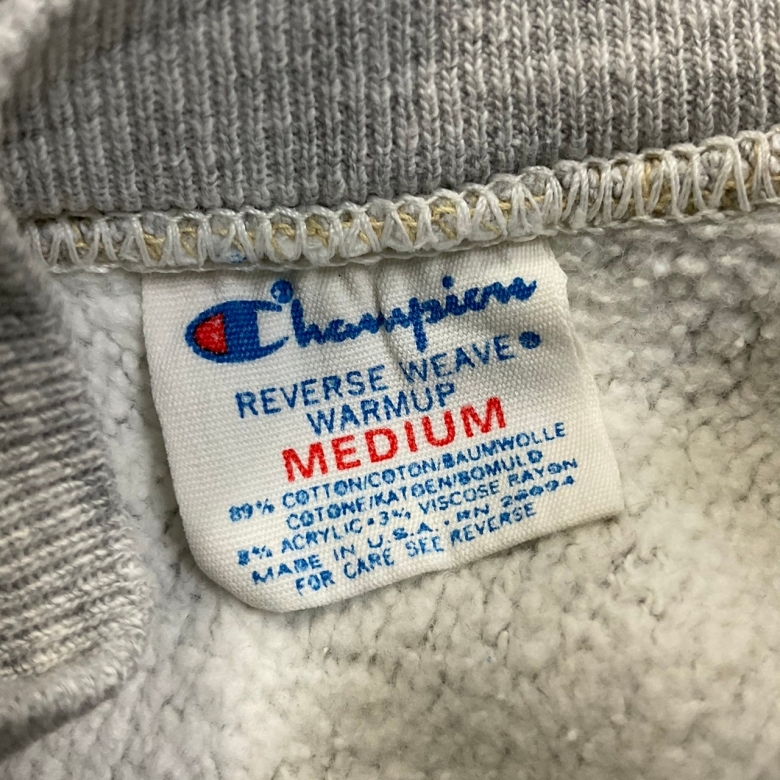 Champion
REVERSE WEAVE®
WARMUP
MEDIUM
89% COTTON/COTON/BAUMWOLLE
COTONE/KATOEN/BOMULD
8% ACRYLIC • 3% VISCOSE RAYON
MADE IN U.S.A. • RN 26094
FOR CARE SEE REVERSE